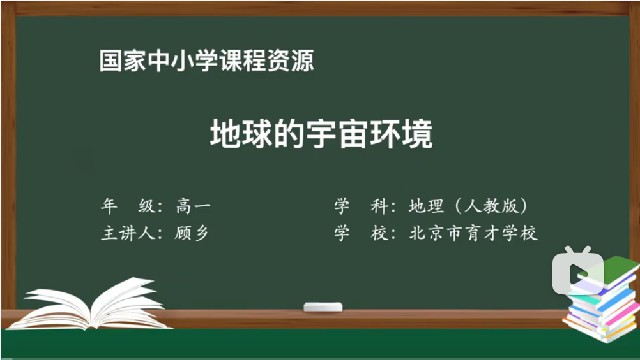 国家中小学课程资源
地球的宇宙环境
年 级：高一 学 科：地理（人教版）
主讲人：顾乡 学 校：北京市育才学校